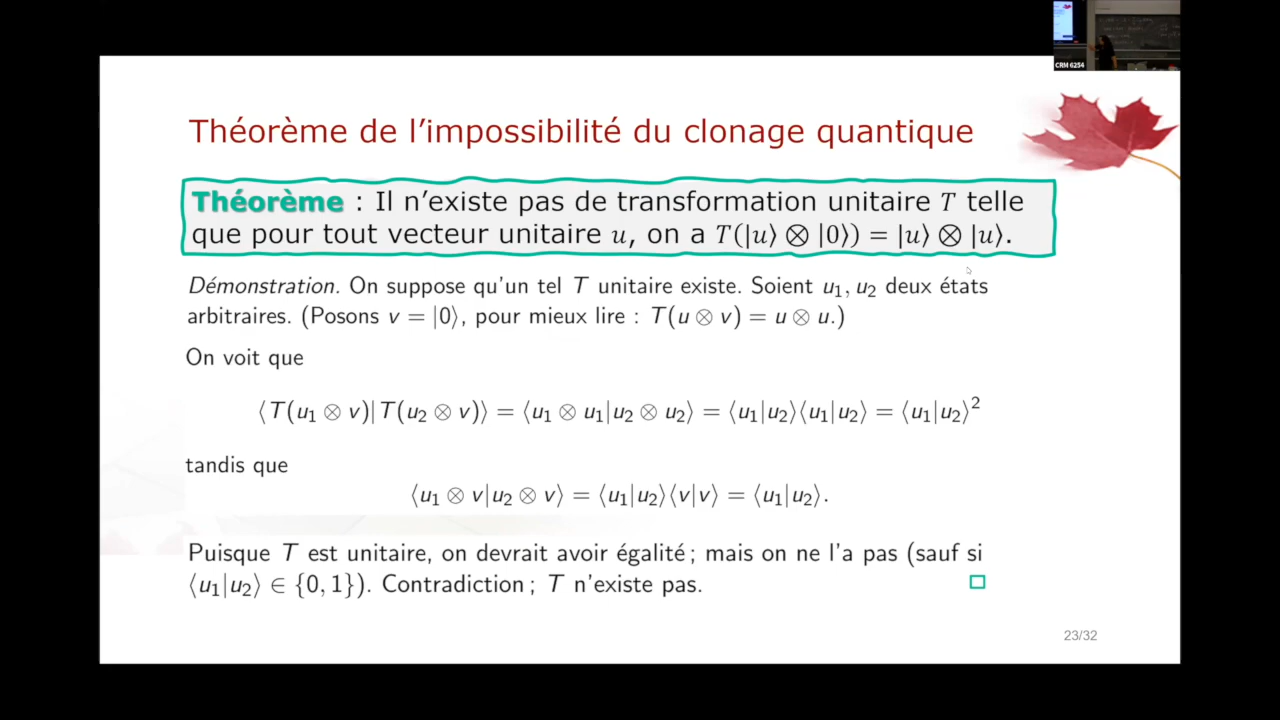 CRM 6254
Théorème de l’impossibilité du clonage quantique
Théorème : Il n’existe pas de transformation unitaire T telle
que pour tout vecteur unitaire u, on a T(|u⟩ ⊗ |0⟩) = |u⟩ ⊗ |u⟩.
Démonstration. On suppose qu’un tel T unitaire existe. Soient u₁, u₂ deux états
arbitraires. (Posons v = |0⟩, pour mieux lire : T(u ⊗ v) = u ⊗ u.)
On voit que
⟨T(u₁ ⊗ v)|T(u₂ ⊗ v)⟩ = ⟨u₁ ⊗ u₁|u₂ ⊗ u₂⟩ = ⟨u₁|u₂⟩⟨u₁|u₂⟩ = ⟨u₁|u₂⟩²
tandis que
⟨u₁ ⊗ v|u₂ ⊗ v⟩ = ⟨u₁|u₂⟩⟨v|v⟩ = ⟨u₁|u₂⟩.
Puisque T est unitaire, on devrait avoir égalité ; mais on ne l’a pas (sauf si
⟨u₁|u₂⟩ ∈ {0, 1}). Contradiction ; T n’existe pas. □
23/32